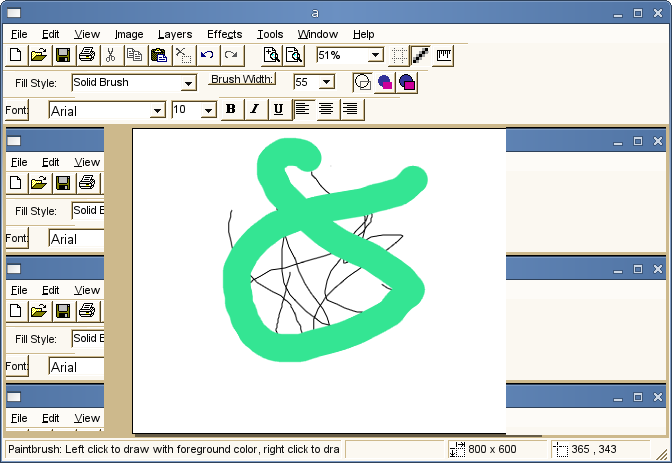 a
File Edit View Image Layers Effects Tools Window Help
51%
Fill Style: Solid Brush Brush Width: 55
Font: Arial 10 B I U
File Edit View
Fill Style: Solid B
Font: Arial
File Edit View
Fill Style: Solid B
Font: Arial
File Edit View
Paintbrush: Left click to draw with foreground color, right click to dra 800 x 600 365 , 343